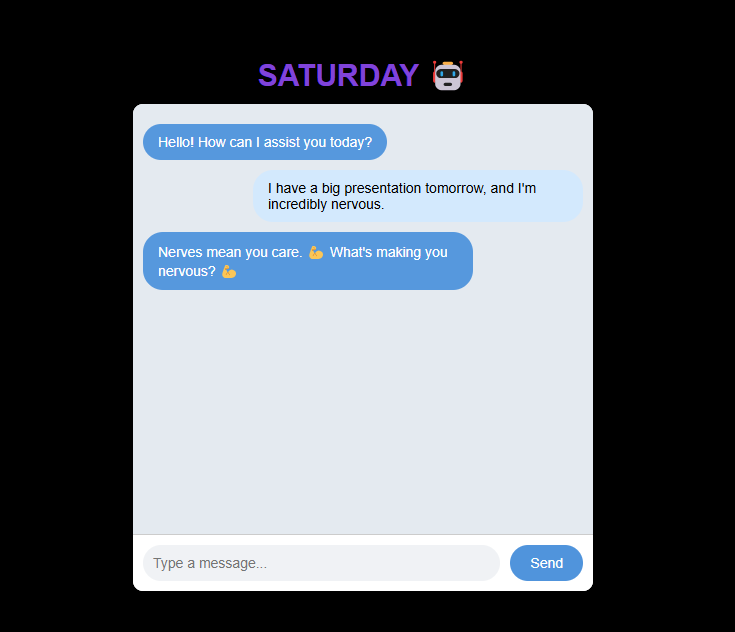 SATURDAY 🤖
Hello! How can I assist you today?
I have a big presentation tomorrow, and I'm
incredibly nervous.
Nerves mean you care. 💪 What's making you
nervous? 💪
Type a message...
Send